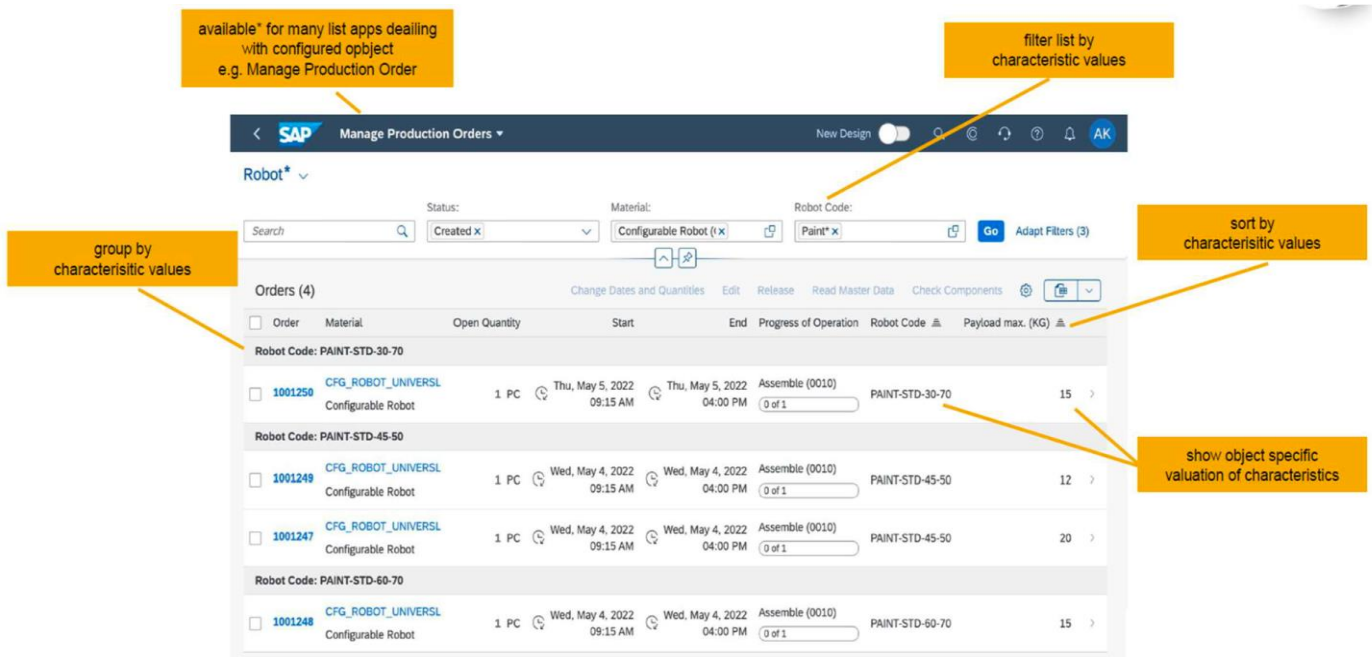 available* for many list apps deailing
with configured opbject
e.g. Manage Production Order
filter list by
characteristic values
SAP Manage Production Orders New Design AK
Robot*
Status: Material: Robot Code:
Search Created x Configurable Robot ( x Paint* x Go Adapt Filters (3)
group by
characterisitic values
sort by
characterisitic values
Orders (4) Change Dates and Quantities Edit Release Read Master Data Check Components
Order Material Open Quantity Start End Progress of Operation Robot Code Payload max. (KG)
Robot Code: PAINT-STD-30-70
1001250 CFG_ROBOT_UNIVERSL 1 PC Thu, May 5, 2022 Thu, May 5, 2022 Assemble (0010) PAINT-STD-30-70 15
Configurable Robot 09:15 AM 04:00 PM 0 of 1
Robot Code: PAINT-STD-45-50
show object specific
valuation of characteristics
1001249 CFG_ROBOT_UNIVERSL 1 PC Wed, May 4, 2022 Wed, May 4, 2022 Assemble (0010) PAINT-STD-45-50 12
Configurable Robot 09:15 AM 04:00 PM 0 of 1
1001247 CFG_ROBOT_UNIVERSL 1 PC Wed, May 4, 2022 Wed, May 4, 2022 Assemble (0010) PAINT-STD-45-50 20
Configurable Robot 09:15 AM 04:00 PM 0 of 1
Robot Code: PAINT-STD-60-70
1001248 CFG_ROBOT_UNIVERSL 1 PC Wed, May 4, 2022 Wed, May 4, 2022 Assemble (0010) PAINT-STD-60-70 15
Configurable Robot 09:15 AM 04:00 PM 0 of 1